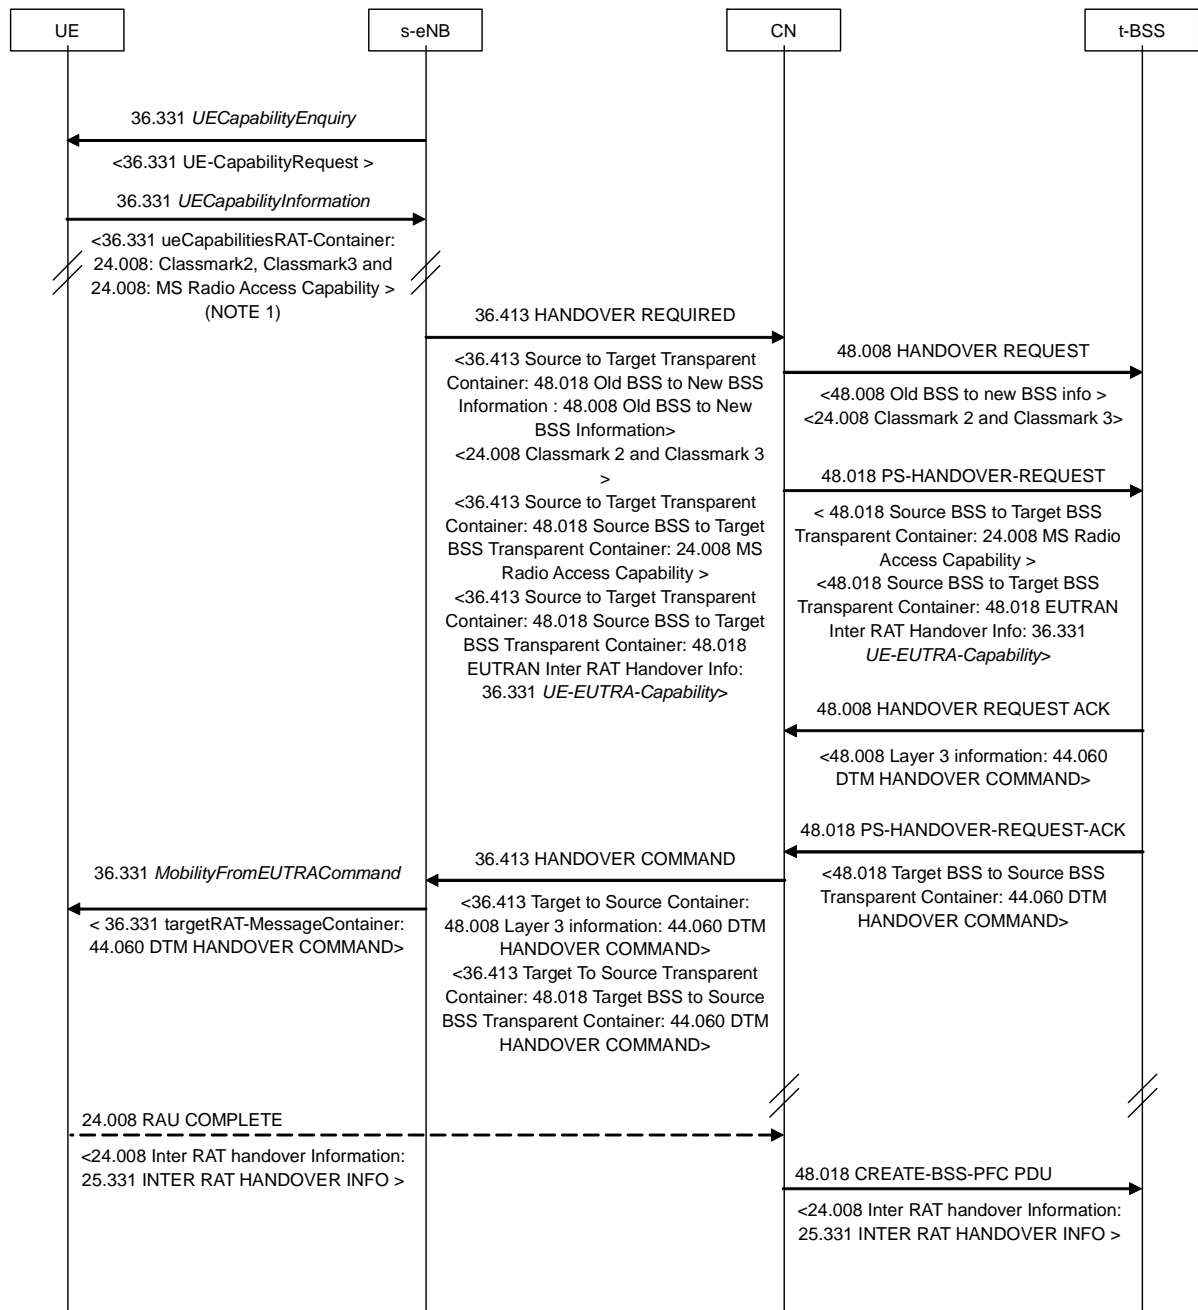 UE
s-eNB
CN
t-BSS
36.331 UECapabilityEnquiry
<36.331 UE-CapabilityRequest >
36.331 UECapabilityInformation
<36.331 ueCapabilitiesRAT-Container:
24.008: Classmark2, Classmark3 and
24.008: MS Radio Access Capability >
(NOTE 1)
36.413 HANDOVER REQUIRED
<36.413 Source to Target Transparent
Container: 48.018 Old BSS to New BSS
Information : 48.008 Old BSS to New
BSS Information>
<24.008 Classmark 2 and Classmark 3
>
<36.413 Source to Target Transparent
Container: 48.018 Source BSS to Target
BSS Transparent Container: 24.008 MS
Radio Access Capability >
<36.413 Source to Target Transparent
Container: 48.018 Source BSS to Target
BSS Transparent Container: 48.018
EUTRAN Inter RAT Handover Info:
36.331 UE-EUTRA-Capability>
48.008 HANDOVER REQUEST
<48.008 Old BSS to new BSS info >
<24.008 Classmark 2 and Classmark 3>
48.018 PS-HANDOVER-REQUEST
< 48.018 Source BSS to Target BSS
Transparent Container: 24.008 MS Radio
Access Capability >
<48.018 Source BSS to Target BSS
Transparent Container: 48.018 EUTRAN
Inter RAT Handover Info: 36.331
UE-EUTRA-Capability>
48.008 HANDOVER REQUEST ACK
<48.008 Layer 3 information: 44.060
DTM HANDOVER COMMAND>
48.018 PS-HANDOVER-REQUEST-ACK
<48.018 Target BSS to Source BSS
Transparent Container: 44.060 DTM
HANDOVER COMMAND>
36.413 HANDOVER COMMAND
<36.413 Target to Source Container:
48.008 Layer 3 information: 44.060 DTM
HANDOVER COMMAND>
<36.413 Target To Source Transparent
Container: 48.018 Target BSS to Source
BSS Transparent Container: 44.060 DTM
HANDOVER COMMAND>
36.331 MobilityFromEUTRACommand
< 36.331 targetRAT-MessageContainer:
44.060 DTM HANDOVER COMMAND>
24.008 RAU COMPLETE
<24.008 Inter RAT handover Information:
25.331 INTER RAT HANDOVER INFO >
48.018 CREATE-BSS-PFC PDU
<24.008 Inter RAT handover Information:
25.331 INTER RAT HANDOVER INFO >